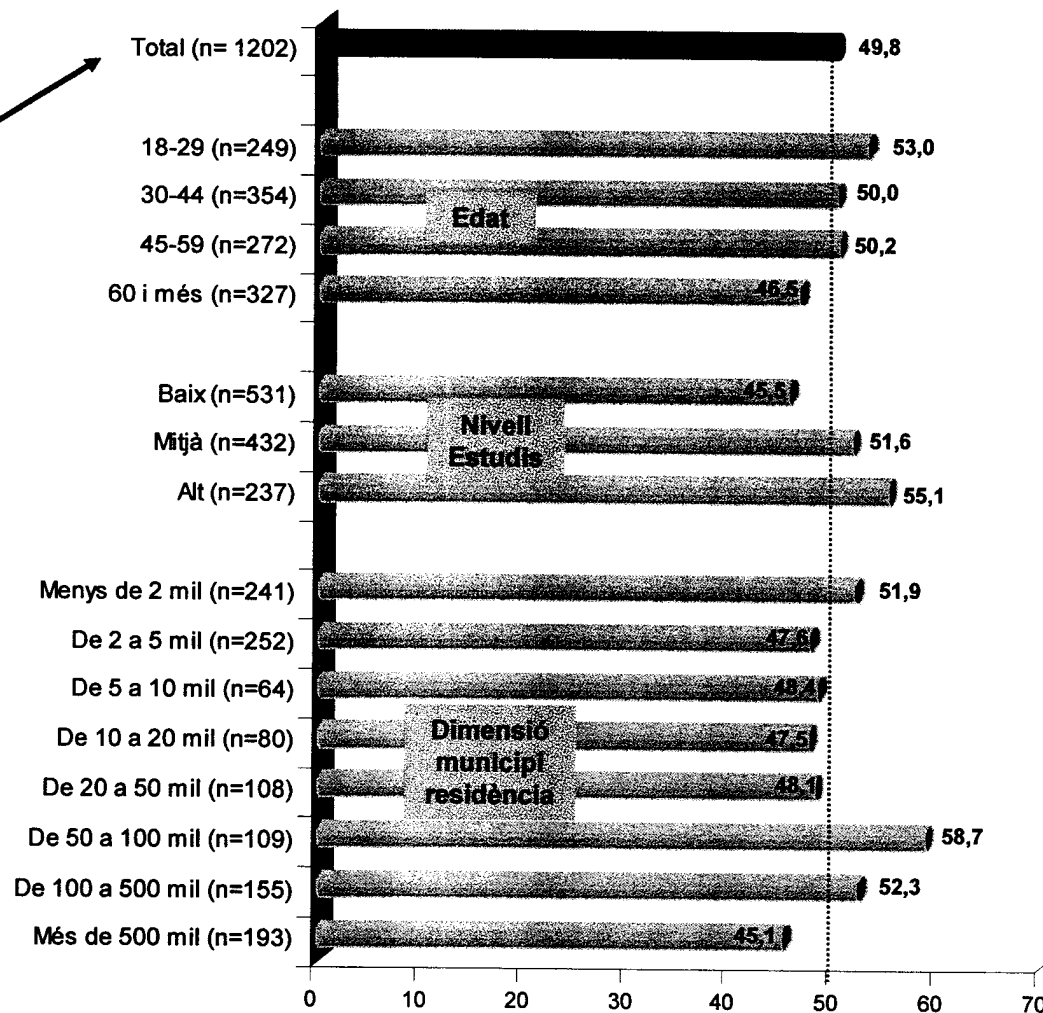 Total (n= 1202) 49,8
18-29 (n=249) 53,0
30-44 (n=354) 50,0
Edat
45-59 (n=272) 50,2
60 i més (n=327) 46,5
Baix (n=531) 45,5
Nivell
Estudis
Mitjà (n=432) 51,6
Alt (n=237) 55,1
Menys de 2 mil (n=241) 51,9
De 2 a 5 mil (n=252) 47,6
De 5 a 10 mil (n=64) 48,4
Dimensió
municipi
residència
De 10 a 20 mil (n=80) 47,5
De 20 a 50 mil (n=108) 48,1
De 50 a 100 mil (n=109) 58,7
De 100 a 500 mil (n=155) 52,3
Més de 500 mil (n=193) 45,1
0 10 20 30 40 50 60 70